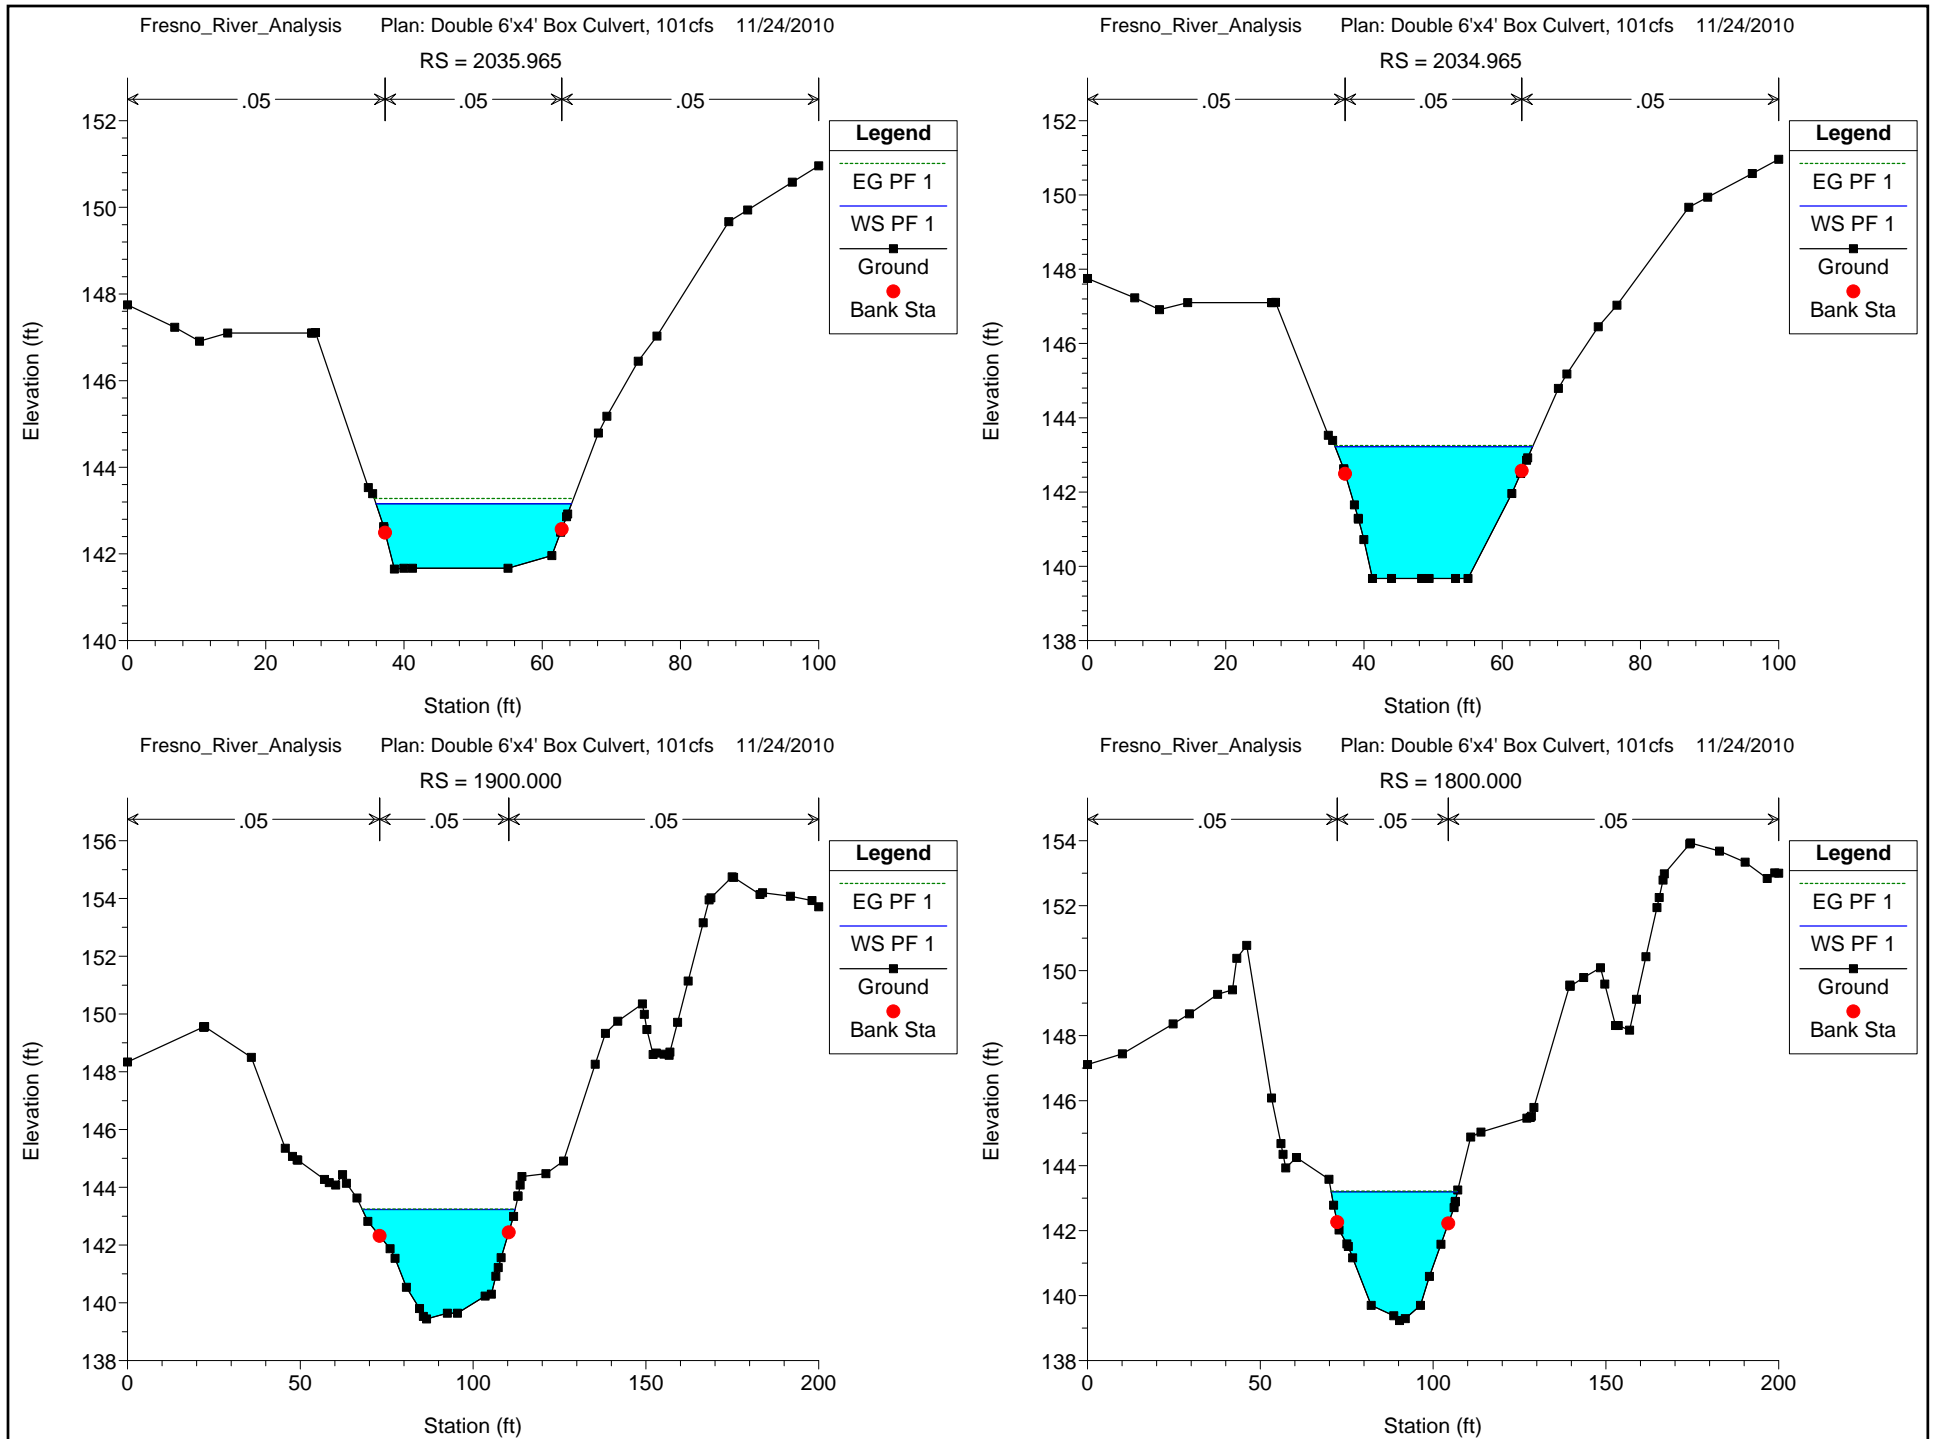 Fresno_River_Analysis Plan: Double 6'x4' Box Culvert, 101cfs 11/24/2010
RS = 2035.965
.05 .05 .05
152
150
148
146
144
142
140
Elevation (ft)
0 20 40 60 80 100
Station (ft)
Legend
EG PF 1
WS PF 1
Ground
Bank Sta
Fresno_River_Analysis Plan: Double 6'x4' Box Culvert, 101cfs 11/24/2010
RS = 2034.965
.05 .05 .05
152
150
148
146
144
142
140
138
Elevation (ft)
0 20 40 60 80 100
Station (ft)
Legend
EG PF 1
WS PF 1
Ground
Bank Sta
Fresno_River_Analysis Plan: Double 6'x4' Box Culvert, 101cfs 11/24/2010
RS = 1900.000
.05 .05 .05
156
154
152
150
148
146
144
142
140
138
Elevation (ft)
0 50 100 150 200
Station (ft)
Legend
EG PF 1
WS PF 1
Ground
Bank Sta
Fresno_River_Analysis Plan: Double 6'x4' Box Culvert, 101cfs 11/24/2010
RS = 1800.000
.05 .05 .05
154
152
150
148
146
144
142
140
138
Elevation (ft)
0 50 100 150 200
Station (ft)
Legend
EG PF 1
WS PF 1
Ground
Bank Sta